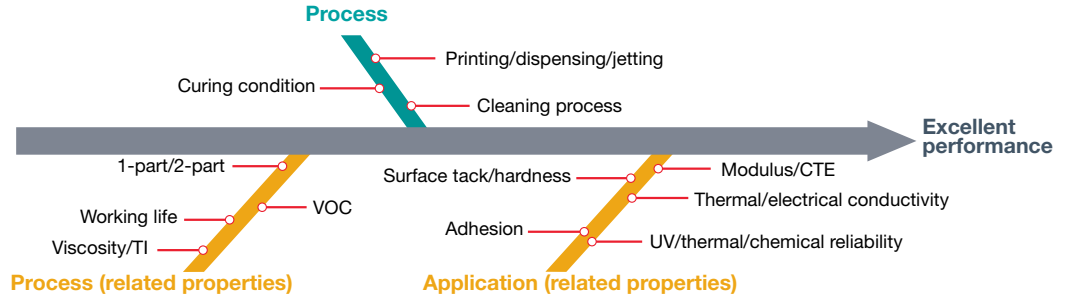 Process
Printing/dispensing/jetting
Curing condition
Cleaning process
Excellent
performance
1-part/2-part
Working life
VOC
Viscosity/TI
Process (related properties)
Surface tack/hardness
Modulus/CTE
Thermal/electrical conductivity
Adhesion
UV/thermal/chemical reliability
Application (related properties)